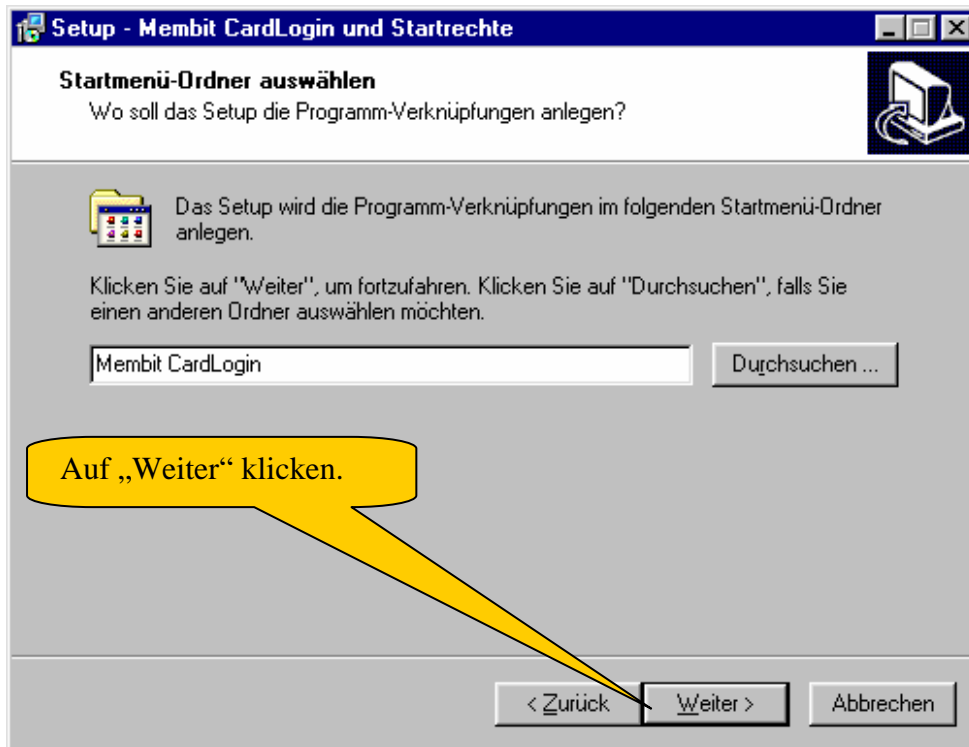 Setup - Membit CardLogin und Startrechte
Startmenü-Ordner auswählen
Wo soll das Setup die Programm-Verknüpfungen anlegen?
Das Setup wird die Programm-Verknüpfungen im folgenden Startmenü-Ordner
anlegen.
Klicken Sie auf "Weiter", um fortzufahren. Klicken Sie auf "Durchsuchen", falls Sie
einen anderen Ordner auswählen möchten.
Membit CardLogin
Durchsuchen ...
Auf „Weiter“ klicken.
< Zurück
Weiter >
Abbrechen